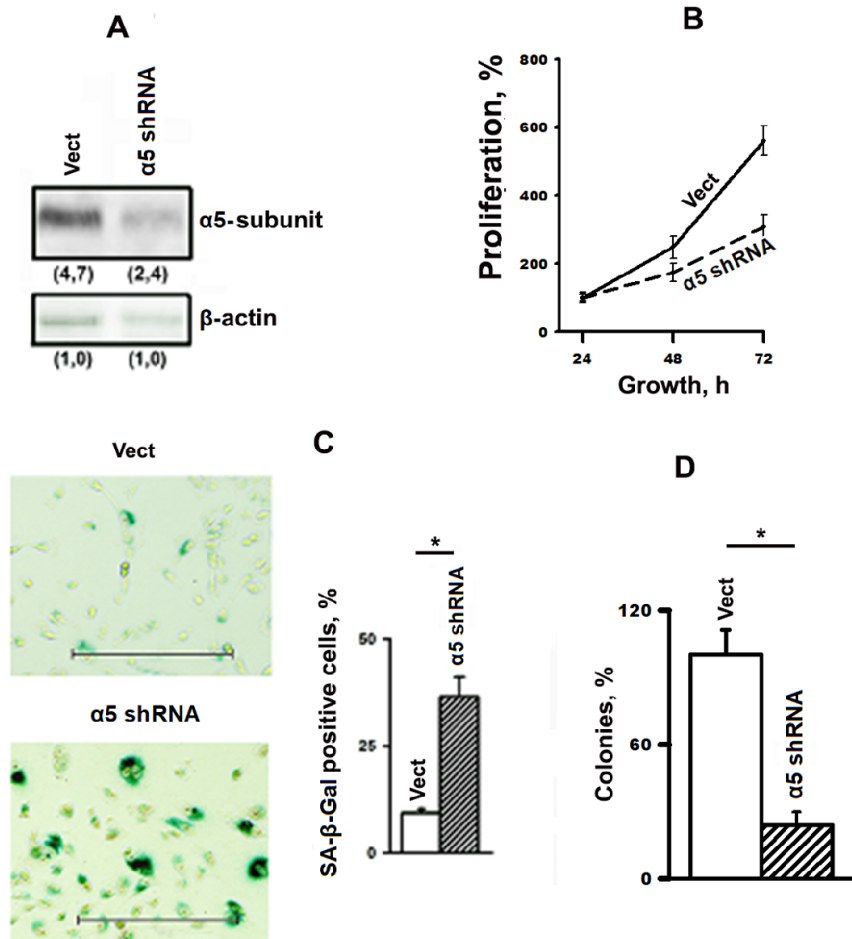 A
Vect
α5 shRNA
α5-subunit
(4,7) (2,4)
β-actin
(1,0) (1,0)
B
Proliferation, %
800
600
400
200
0
Vect
α5 shRNA
24 48 72
Growth, h
C
Vect
α5 shRNA
SA-β-Gal positive cells, %
50
25
0
*
Vect
α5 shRNA
D
Colonies, %
120
60
0
*
Vect
α5 shRNA